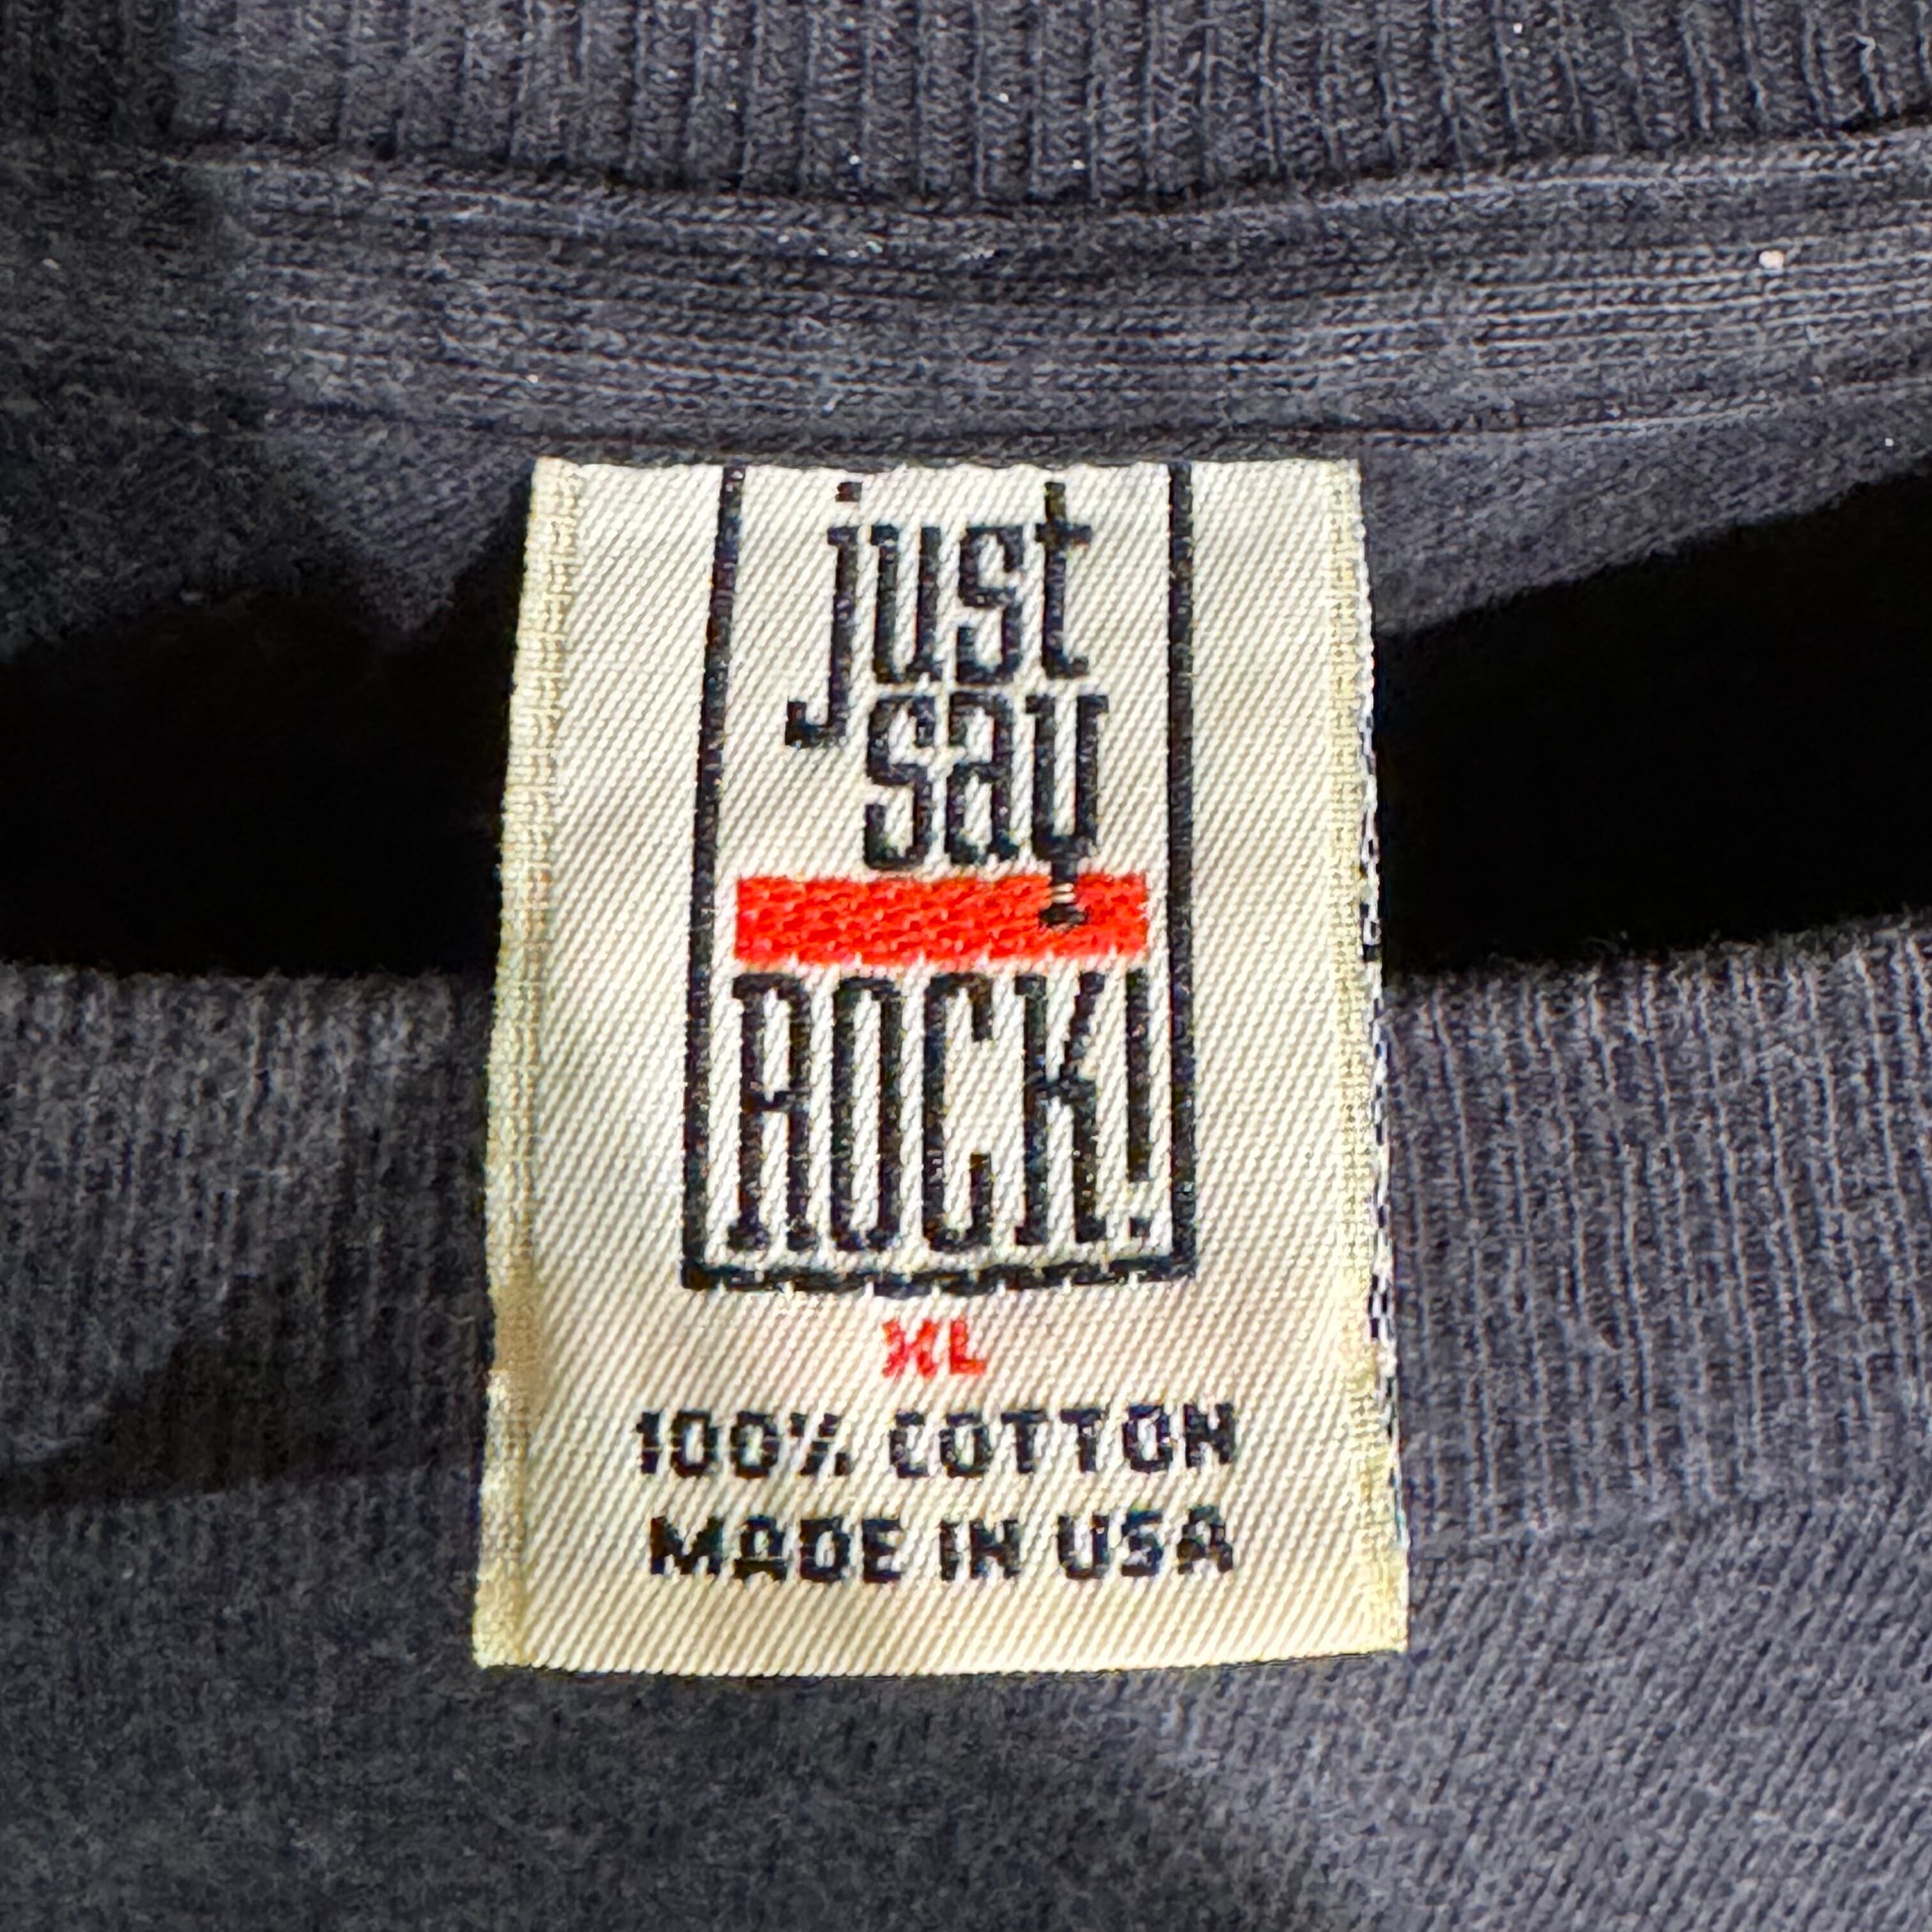 just
say
ROCK!
XL
100% COTTON
MADE IN USA